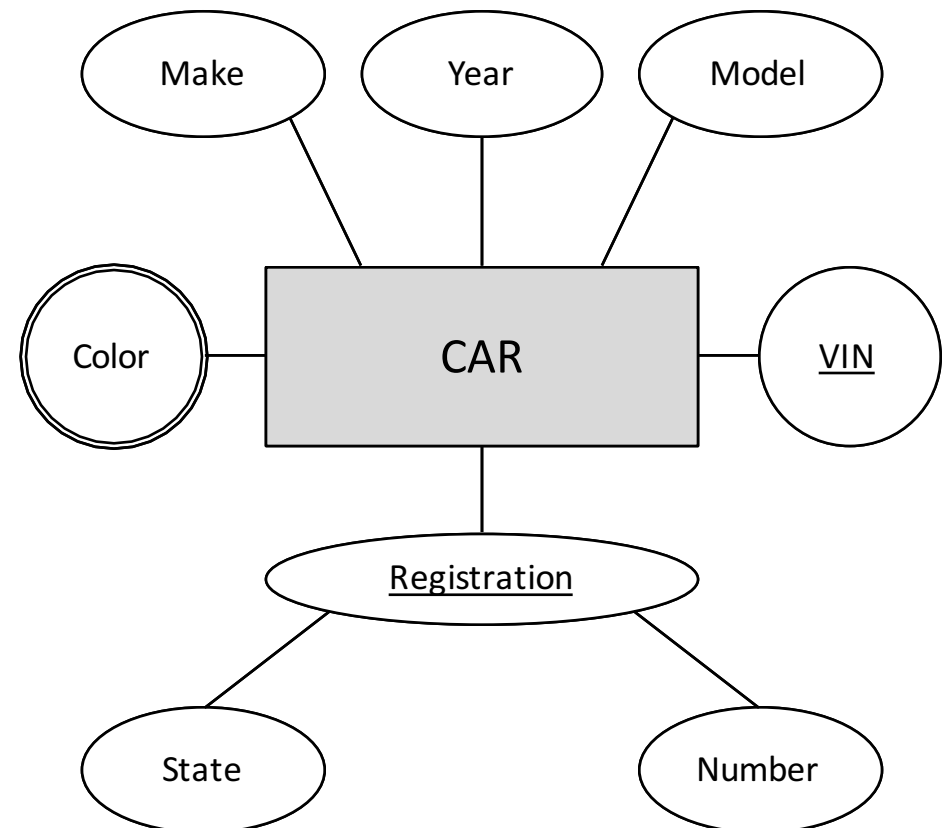 Make
Year
Model
Color
CAR
VIN
Registration
State
Number